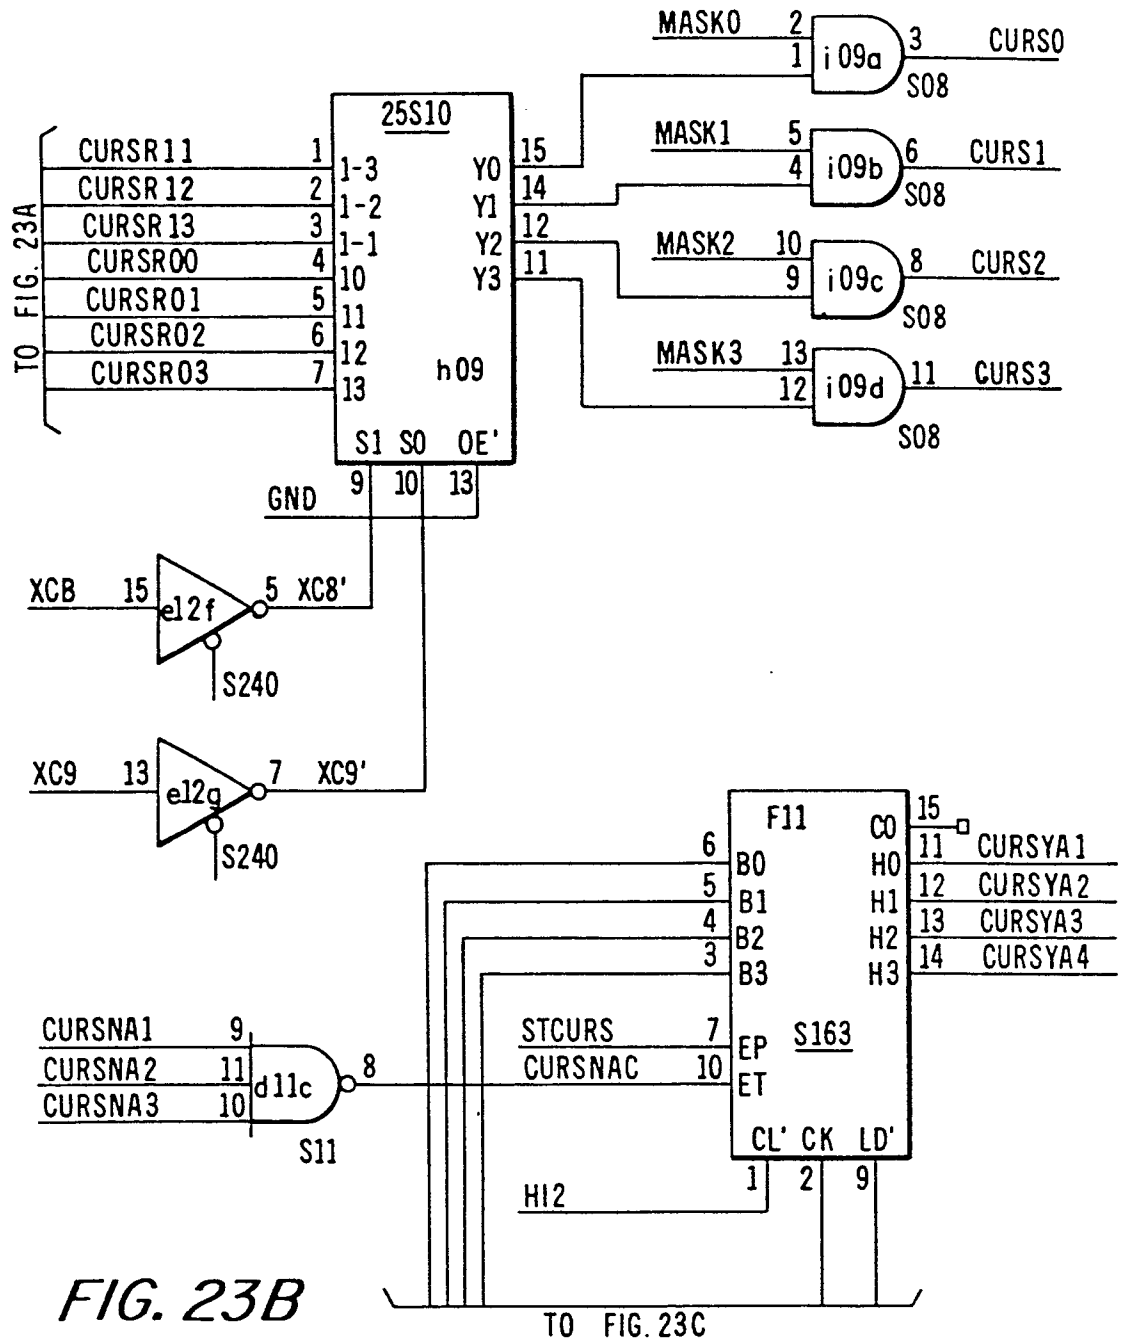 MASK0 2
1
i09a
3 CURS0
S08
MASK1 5
4
i09b
6 CURS1
S08
MASK2 10
9
i09c
8 CURS2
S08
MASK3 13
12
i09d
11 CURS3
S08
TO FIG. 23A
25S10
CURSR11 1 1-3
CURSR12 2 1-2
CURSR13 3 1-1
CURSR00 4 10
CURSR01 5 11
CURSR02 6 12
CURSR03 7 13
Y0 15
Y1 14
Y2 12
Y3 11
h09
S1 S0 OE'
9 10 13
GND
XCB 15 e12f 5 XC8'
S240
XC9 13 e12g 7 XC9'
S240
F11
6 B0
5 B1
4 B2
3 B3
C0 15
H0 11 CURSYA1
H1 12 CURSYA2
H2 13 CURSYA3
H3 14 CURSYA4
STCURS 7 EP
S163
CURSNAC 10 ET
CURSNA1 9
CURSNA2 11
CURSNA3 10
d11c
8
S11
CL' CK LD'
1 2 9
HI2
FIG. 23B
TO FIG. 23C